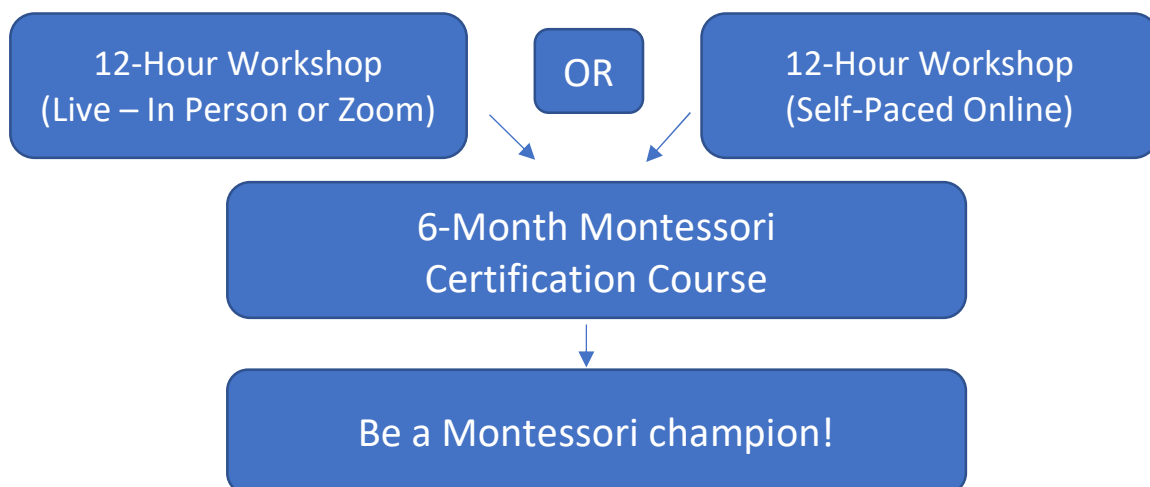 12-Hour Workshop
(Live – In Person or Zoom)
OR
12-Hour Workshop
(Self-Paced Online)
6-Month Montessori
Certification Course
Be a Montessori champion!